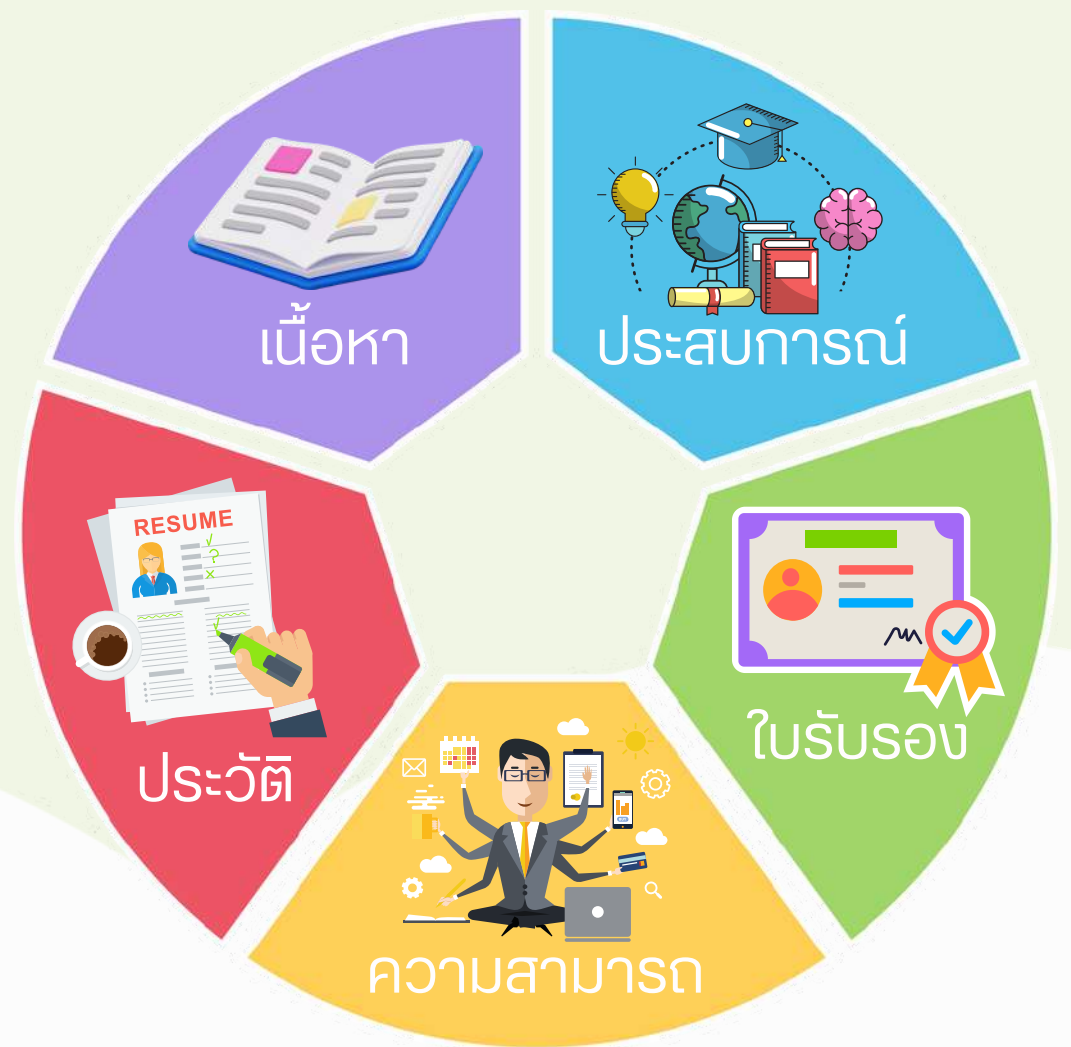 เนื้อหา
ประสบการณ์
RESUME
ประวัติ
ใบรับรอง
ความสามารถ